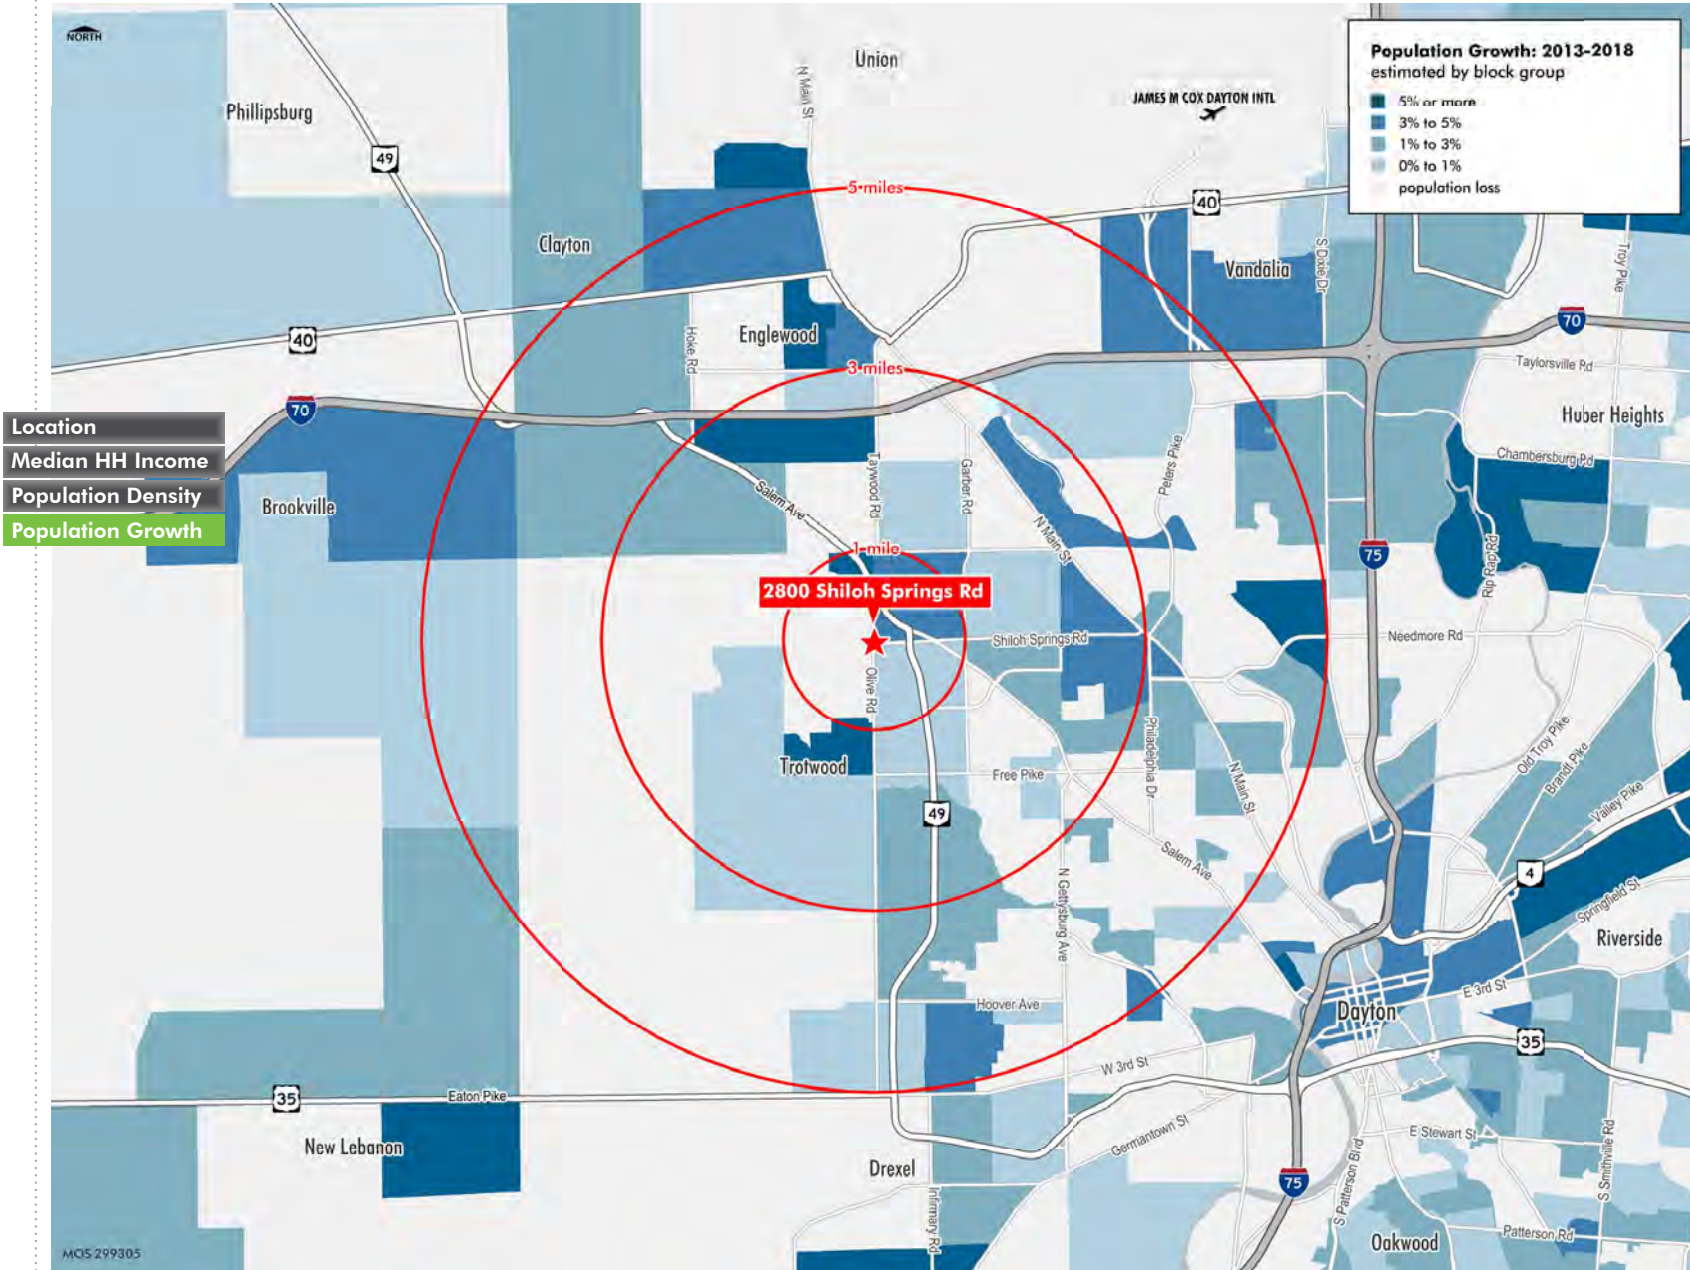 NORTH
Union
Phillipsburg
N Main St
JAMES M COX DAYTON INTL
Population Growth: 2013-2018
estimated by block group
5% or more
3% to 5%
1% to 3%
0% to 1%
population loss
49
5 miles
40
Clayton
Vandalia
S Dixie Dr
Troy Pike
40
Englewood
Hoke Rd
70
3 miles
Taylorsville Rd
70
Huber Heights
Location
Median HH Income
Population Density
Population Growth
Brookville
Salem Ave
Taywood Rd
Garber Rd
N Main St
Peters Pike
Chambersburg Rd
1 mile
75
Rip Rap Rd
2800 Shiloh Springs Rd
Shiloh Springs Rd
Needmore Rd
Olive Rd
Trotwood
Free Pike
Philadelphia Dr
N Main St
Old Troy Pike
Brandt Pike
Valley Pike
49
Salem Ave
4
Springfield St
N Gettysburg Ave
Riverside
Hoover Ave
E 3rd St
Dayton
35
W 3rd St
35
Eaton Pike
New Lebanon
Germantown St
E Stewart St
Drexel
75
S Patterson Blvd
S Smithville Rd
Infirmary Rd
Patterson Rd
Oakwood
MOS 299305